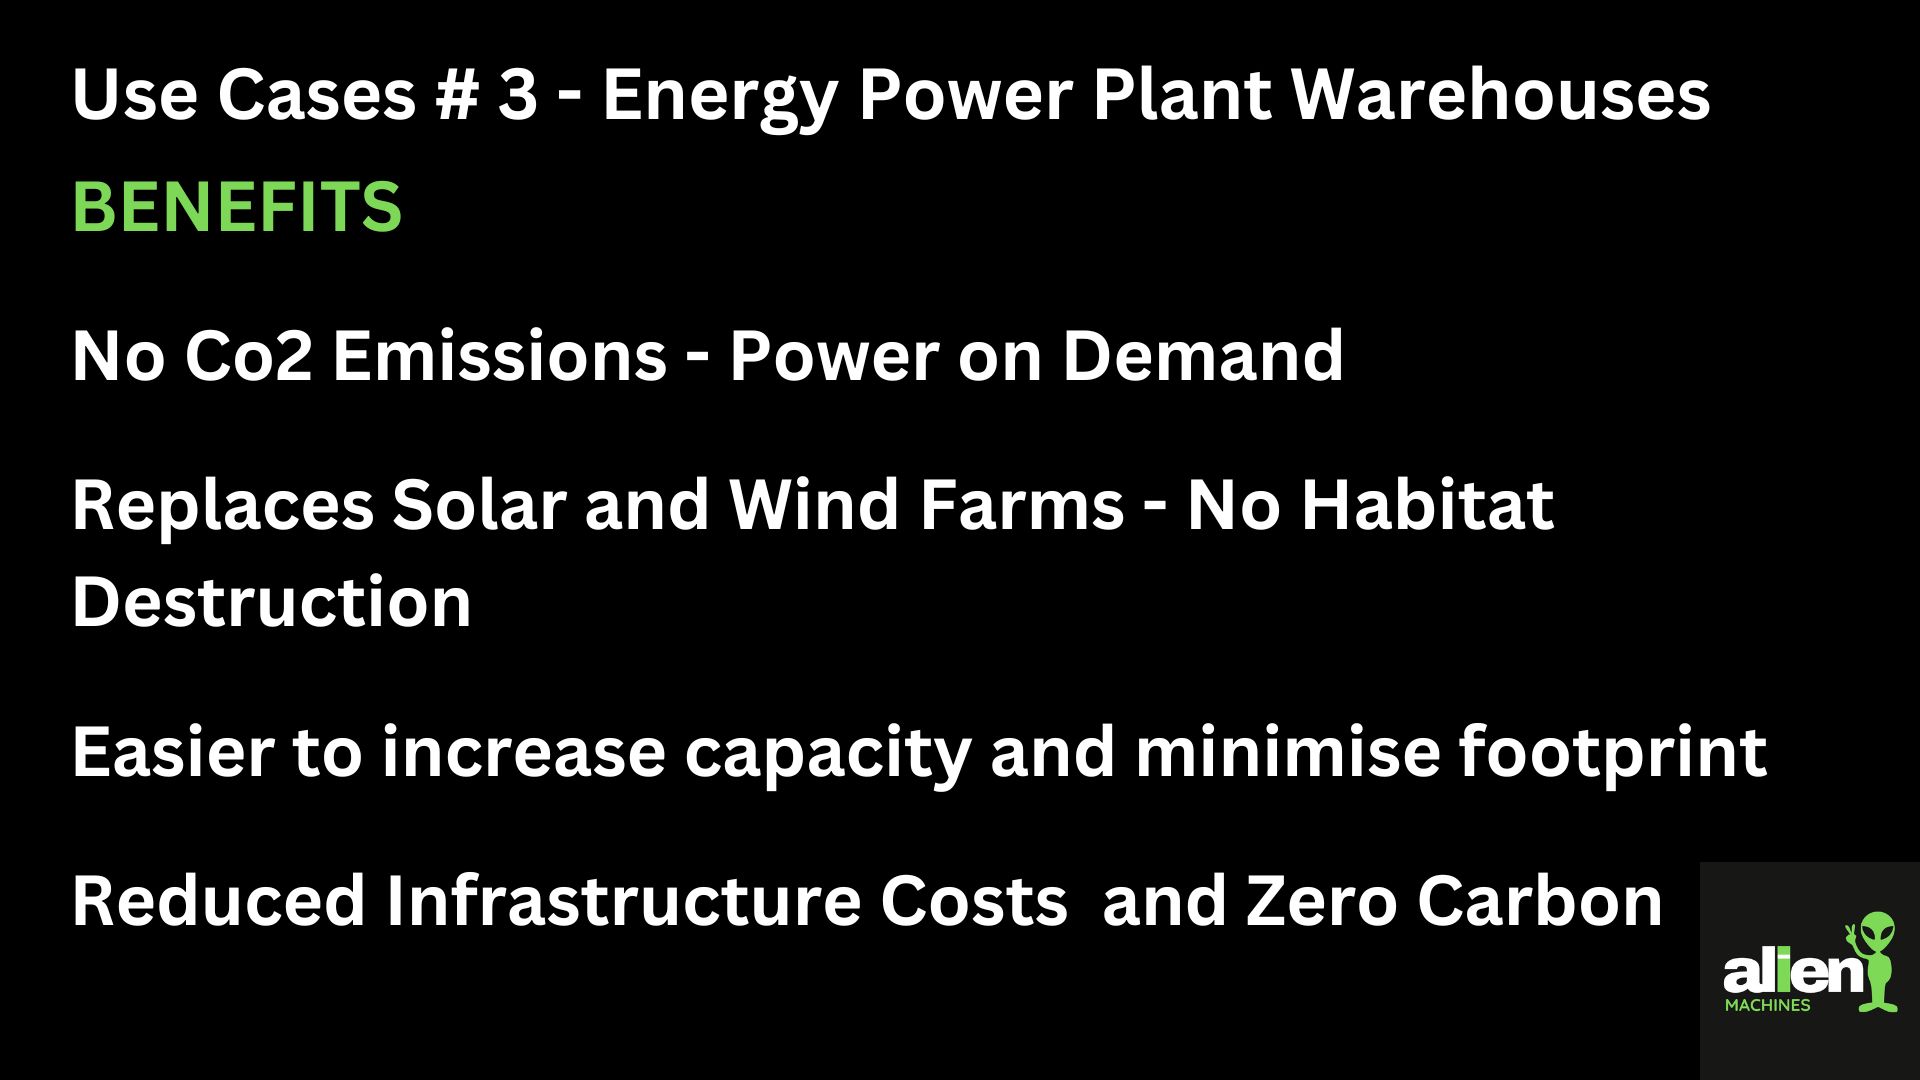 Use Cases # 3 - Energy Power Plant Warehouses
BENEFITS
No Co2 Emissions - Power on Demand
Replaces Solar and Wind Farms - No Habitat
Destruction
Easier to increase capacity and minimise footprint
Reduced Infrastructure Costs  and Zero Carbon
alien
MACHINES